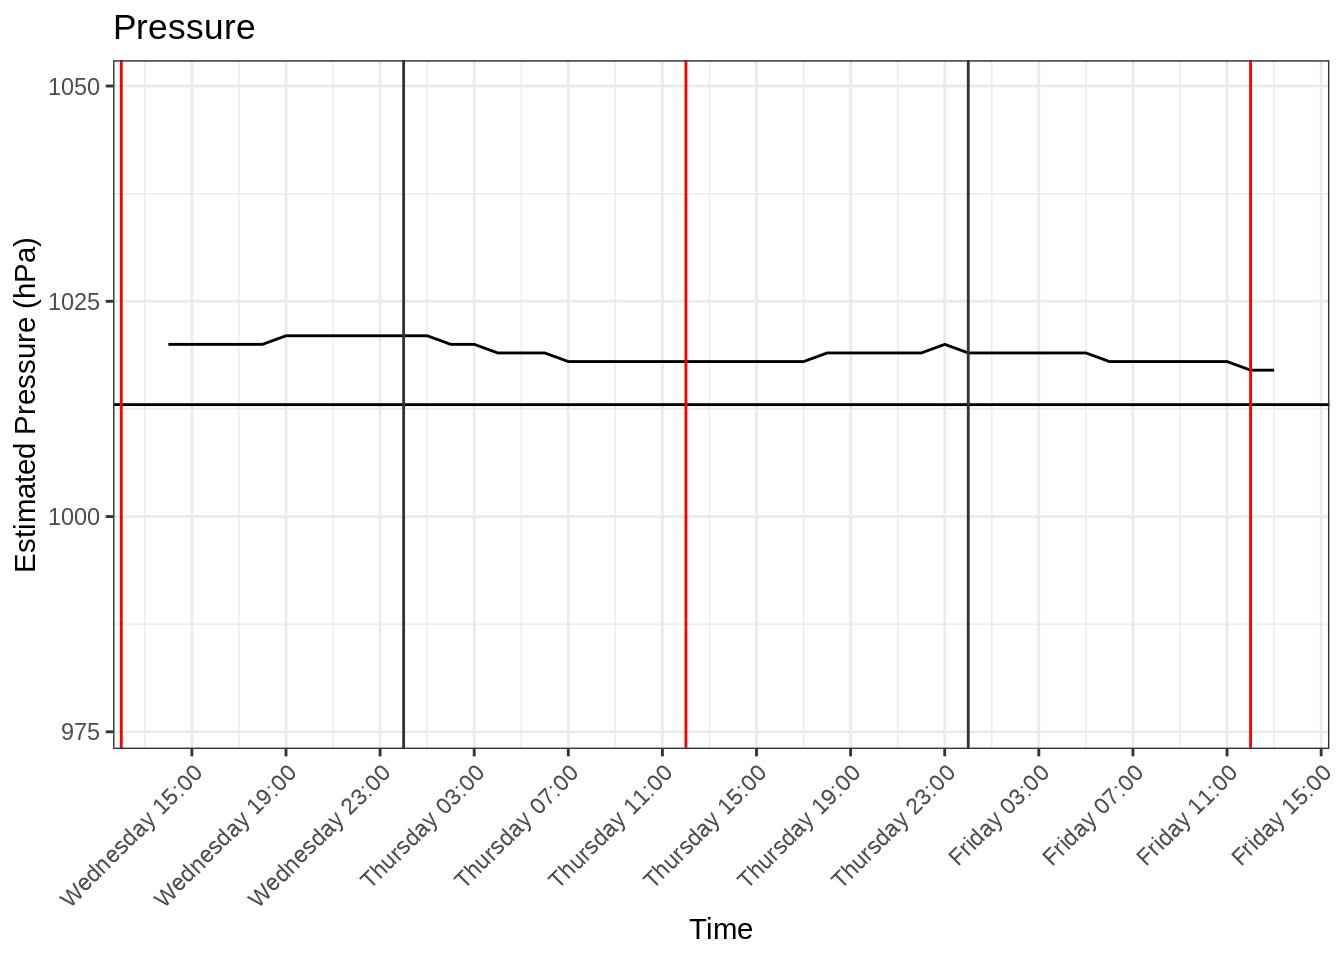 Pressure
Estimated Pressure (hPa)
1050
1025
1000
975
Wednesday 15:00
Wednesday 19:00
Wednesday 23:00
Thursday 03:00
Thursday 07:00
Thursday 11:00
Thursday 15:00
Thursday 19:00
Thursday 23:00
Friday 03:00
Friday 07:00
Friday 11:00
Friday 15:00
Time